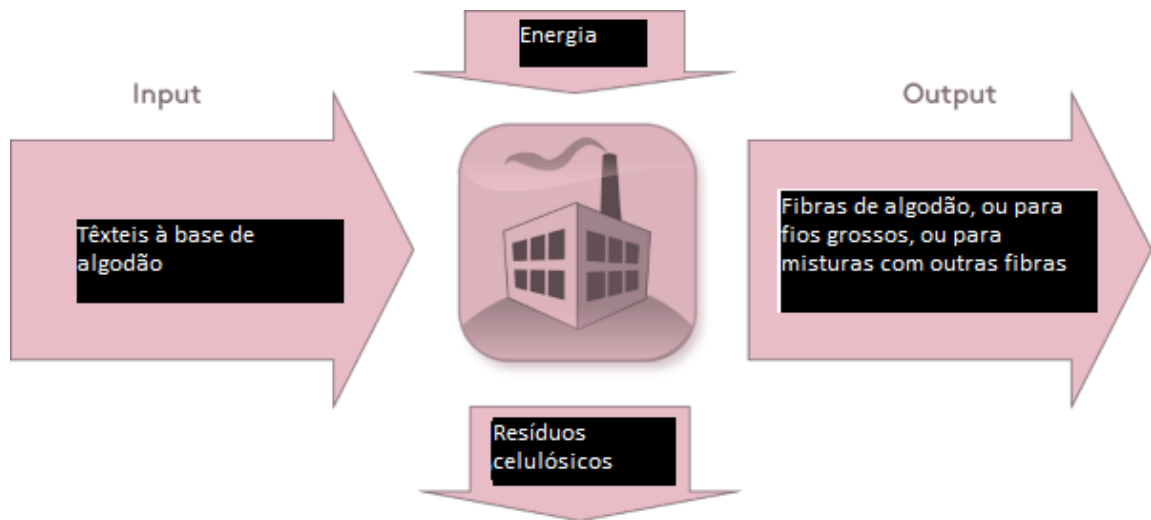 Energia
Input
Output
Têxteis à base de
algodão
Fibras de algodão, ou para
fios grossos, ou para
misturas com outras fibras
Resíduos
celulósicos